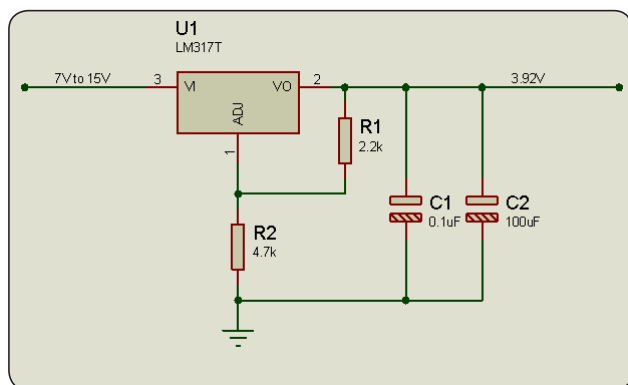 U1
LM317T
7V to 15V
3
VI
VO
2
3.92V
ADJ
1
R1
2.2k
R2
4.7k
C1
0.1uF
C2
100uF